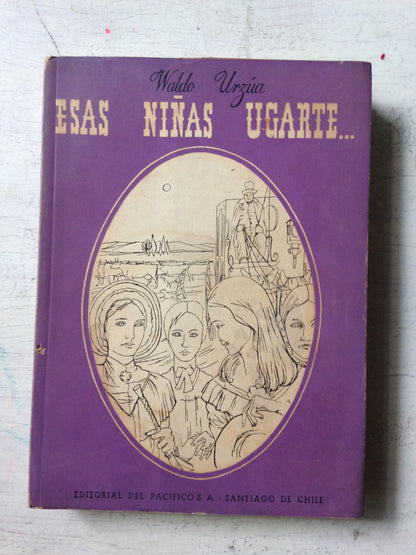 Waldo Urzúa
ESAS NIÑAS UGARTE...
EDITORIAL DEL PACIFICO S A - SANTIAGO DE CHILE